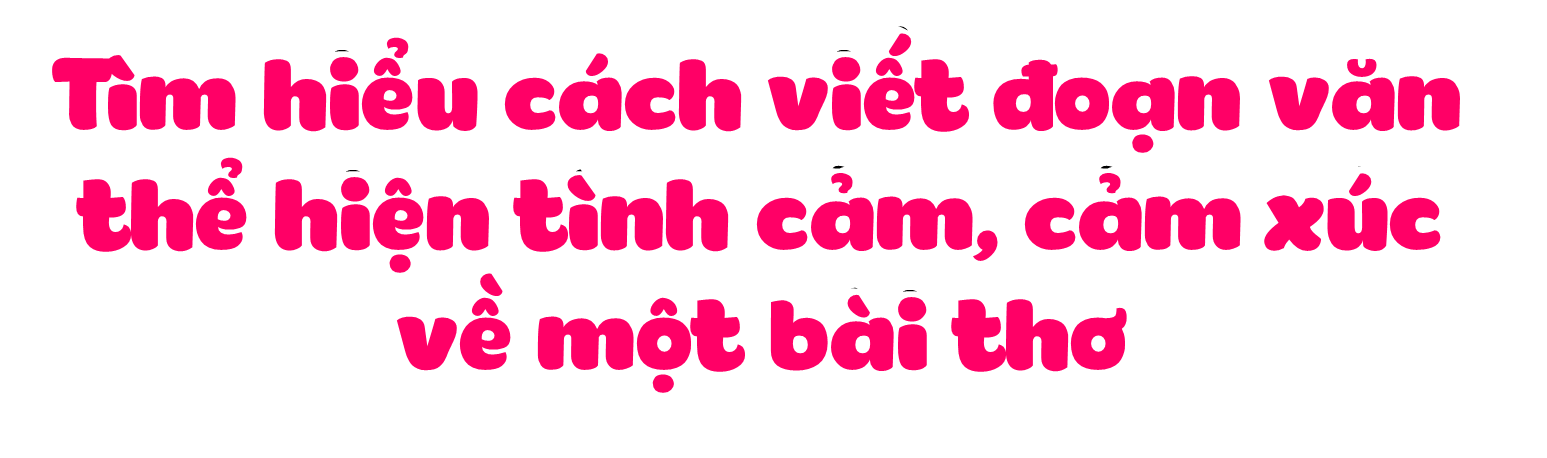 Tìm hiểu cách viết đoạn văn
thể hiện tình cảm, cảm xúc
về một bài thơ